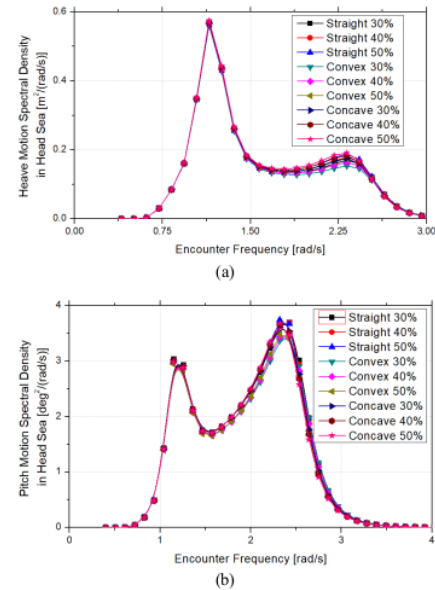 Heave Motion Spectral Density
in Head Sea [m²/(rad/s)]
0.6
0.4
0.2
0.0
Straight 30%
Straight 40%
Straight 50%
Convex 30%
Convex 40%
Convex 50%
Concave 30%
Concave 40%
Concave 50%
0.00 0.75 1.50 2.25 3.00
Encounter Frequency [rad/s]
(a)
Pitch Motion Spectral Density
in Head Sea [deg²/(rad/s)]
5
4
3
2
1
0
Straight 30%
Straight 40%
Straight 50%
Convex 30%
Convex 40%
Convex 50%
Concave 30%
Concave 40%
Concave 50%
0 1 2 3 4
Encounter Frequency [rad/s]
(b)